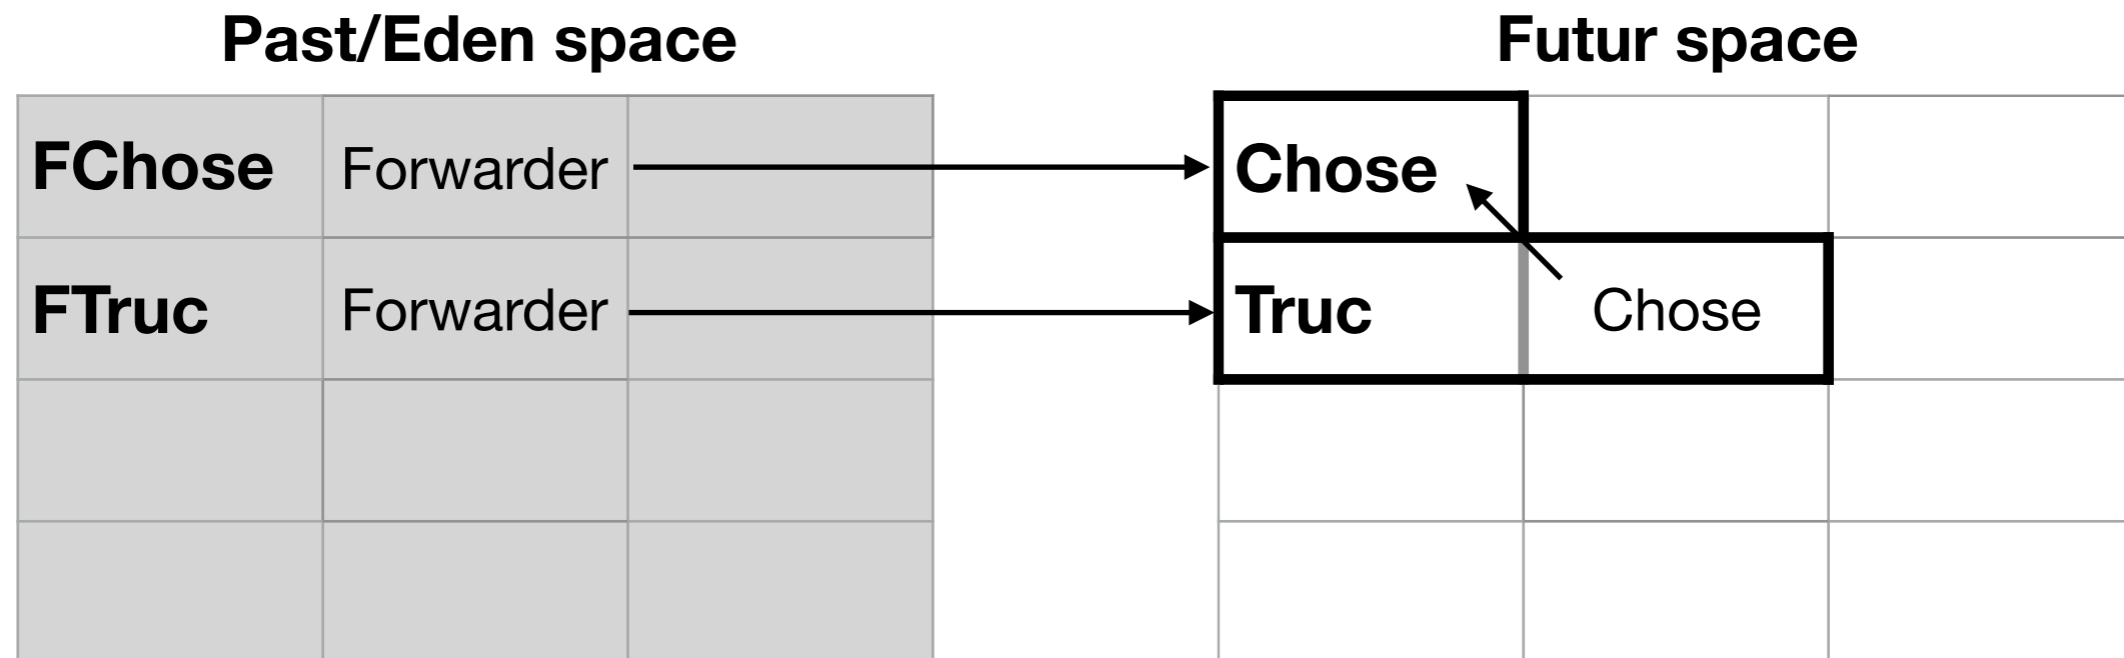 Past/Eden space
Futur space
FChose Forwarder
Chose
FTruc Forwarder
Truc Chose